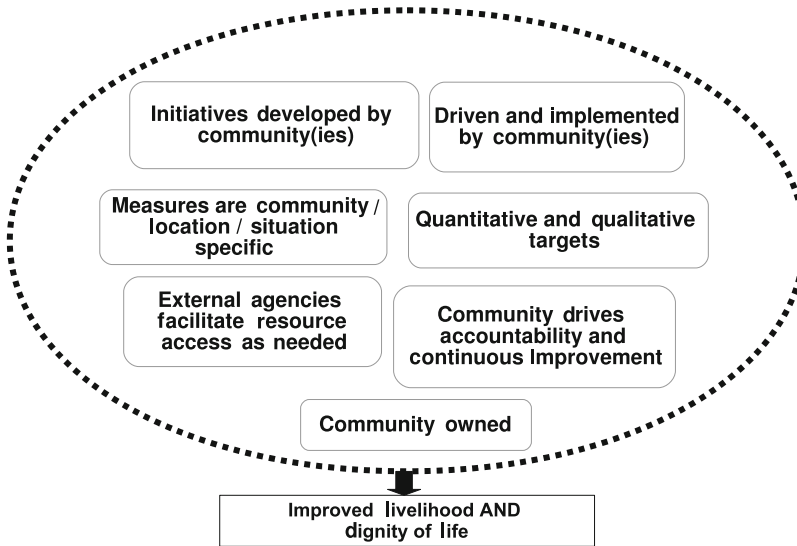 Initiatives developed by
community(ies)
Driven and implemented
by community(ies)
Measures are community /
location / situation
specific
Quantitative and qualitative
targets
External agencies
facilitate resource
access as needed
Community drives
accountability and
continuous Improvement
Community owned
Improved livelihood AND
dignity of life